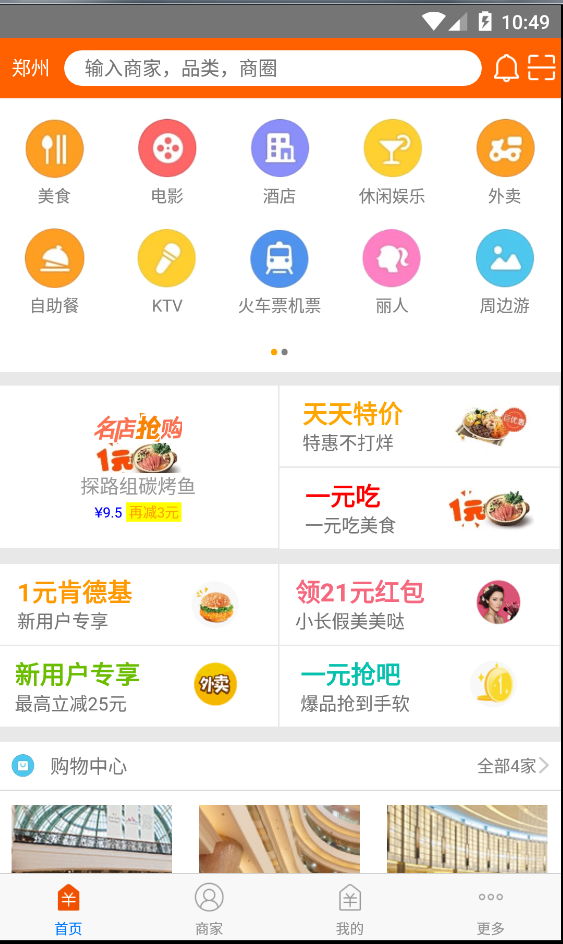 10:49
郑州 输入商家，品类，商圈
美食 电影 酒店 休闲娱乐 外卖
自助餐 KTV 火车票机票 丽人 周边游
名店抢购
1元
探路组碳烤鱼
¥9.5 再减3元
天天特价
特惠不打烊
优惠
一元吃
一元吃美食
1元
1元肯德基
新用户专享
领21元红包
小长假美美哒
新用户专享
最高立减25元
外卖
一元抢吧
爆品抢到手软
1
购物中心 全部4家
首页 商家 我的 更多